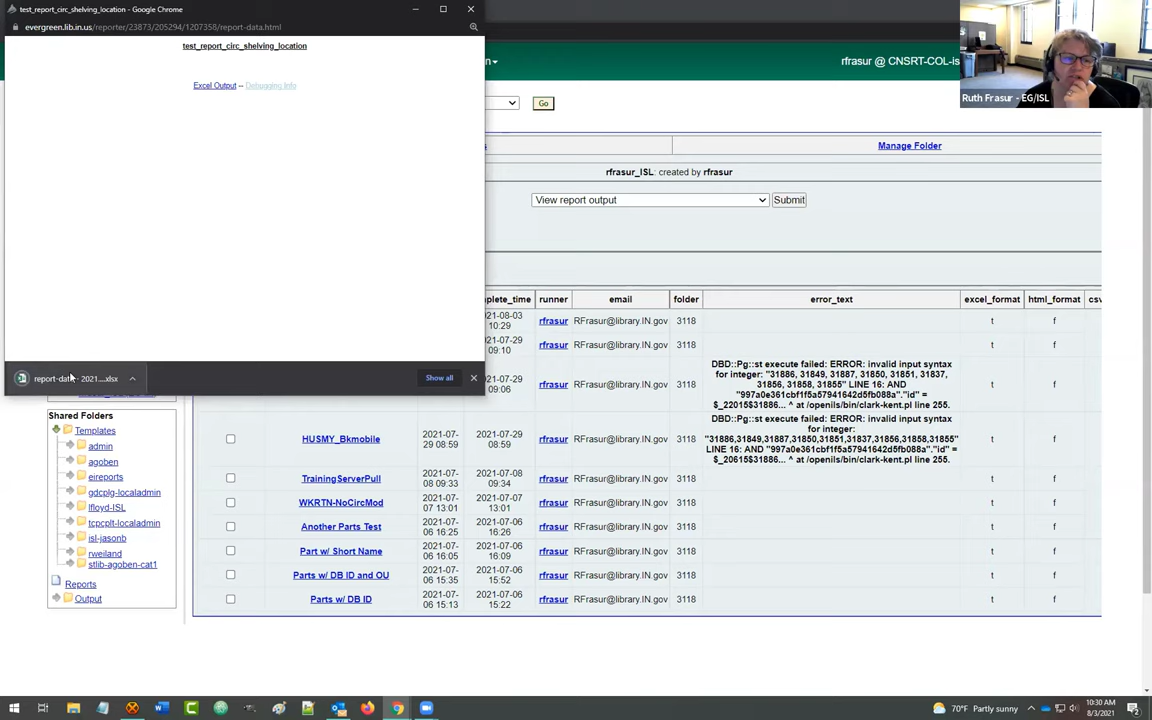 test_report_circ_shelving_location - Google Chrome
evergreen.lib.in.us/reporter/23873/205294/1207358/report-data.html
test_report_circ_shelving_location
Excel Output -- Debugging Info
rfrasur @ CNSRT-COL-is
Ruth Frasur - EG/ISL
Go
Manage Folder
rfrasur_ISL: created by rfrasur
View report output
Submit
runner email folder error_text excel_format html_format csv
2021-08-03 10:29 rfrasur RFrasur@library.IN.gov 3118 t f
09:10 rfrasur RFrasur@library.IN.gov 3118 t f
DBD::Pg::st execute failed: ERROR: invalid input syntax
for integer: "31886, 31849, 31887, 31850, 31851, 31837,
31856, 31858, 31855" LINE 16: AND
"997a0e361cbf1f5a57941642d5fb088a"."id" =
$_22015$31886... ^ at /openils/bin/clark-kent.pl line 255.
09:06 rfrasur RFrasur@library.IN.gov 3118 t f
DBD::Pg::st execute failed: ERROR: invalid input syntax
for integer:
"31886,31849,31887,31850,31851,31837,31856,31858,31855"
LINE 16: AND "997a0e361cbf1f5a57941642d5fb088a"."id" =
$_20615$31886... ^ at /openils/bin/clark-kent.pl line 255.
HUSMY_Bkmobile 2021-07-29 08:59 2021-07-29 08:59 rfrasur RFrasur@library.IN.gov 3118 t f
TrainingServerPull 2021-07-08 09:33 2021-07-08 09:34 rfrasur RFrasur@library.IN.gov 3118 t f
WKRTN-NoCircMod 2021-07-07 13:01 2021-07-07 13:01 rfrasur RFrasur@library.IN.gov 3118 t f
Another Parts Test 2021-07-06 16:25 2021-07-06 16:26 rfrasur RFrasur@library.IN.gov 3118 t f
Part w/ Short Name 2021-07-06 16:05 2021-07-06 16:09 rfrasur RFrasur@library.IN.gov 3118 t f
Parts w/ DB ID and OU 2021-07-06 15:35 2021-07-06 15:52 rfrasur RFrasur@library.IN.gov 3118 t f
Parts w/ DB ID 2021-07-06 15:13 2021-07-06 15:22 rfrasur RFrasur@library.IN.gov 3118 t f
Show all
Shared Folders
Templates
admin
agoben
eireports
gdcplg-localadmin
lfloyd-ISL
tcpcplt-localadmin
isl-jasonb
rweiland
stlib-agoben-cat1
Reports
Output
70°F Partly sunny
10:30 AM
8/3/2021
2